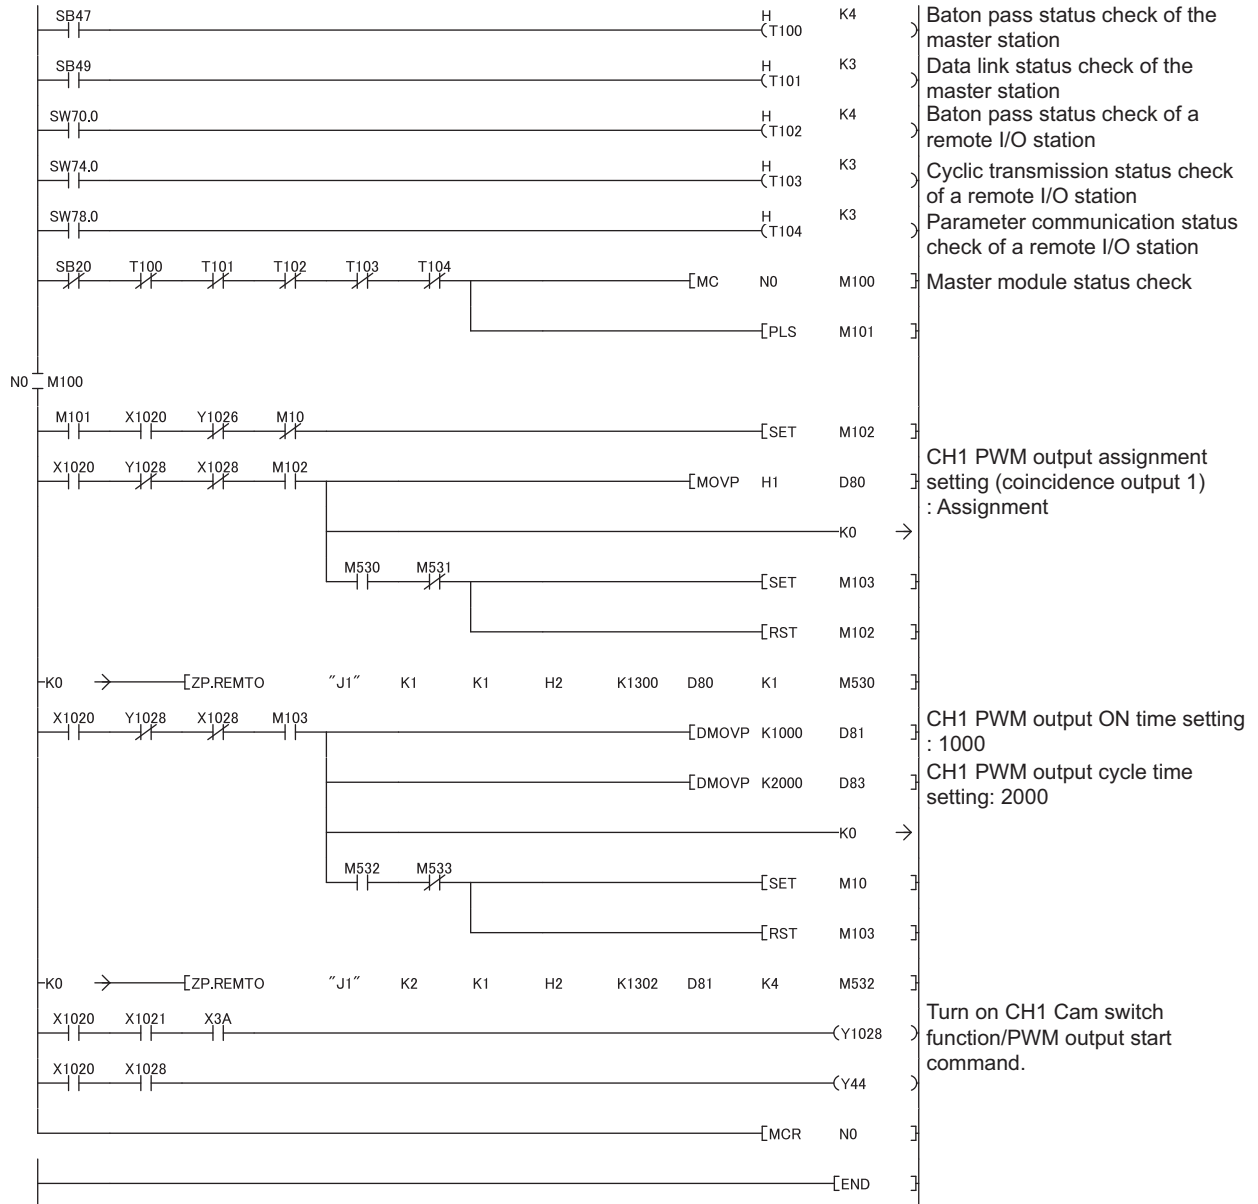 SB47 H K4 T100 Baton pass status check of the
master station
SB49 H K3 T101 Data link status check of the
master station
SW70.0 H K4 T102 Baton pass status check of a
remote I/O station
SW74.0 H K3 T103 Cyclic transmission status check
of a remote I/O station
SW78.0 H K3 T104 Parameter communication status
check of a remote I/O station
SB20 T100 T101 T102 T103 T104 MC N0 M100 Master module status check
PLS M101
N0 M100
M101 X1020 Y1026 M10 SET M102
X1020 Y1028 X1028 M102 MOVP H1 D80 CH1 PWM output assignment
setting (coincidence output 1)
: Assignment
K0
M530 M531 SET M103
RST M102
K0 ZP.REMTO "J1" K1 K1 H2 K1300 D80 K1 M530
X1020 Y1028 X1028 M103 DMOVP K1000 D81 CH1 PWM output ON time setting
: 1000
DMOVP K2000 D83 CH1 PWM output cycle time
setting: 2000
K0
M532 M533 SET M10
RST M103
K0 ZP.REMTO "J1" K2 K1 H2 K1302 D81 K4 M532
X1020 X1021 X3A Y1028 Turn on CH1 Cam switch
function/PWM output start
command.
X1020 X1028 Y44
MCR N0
END